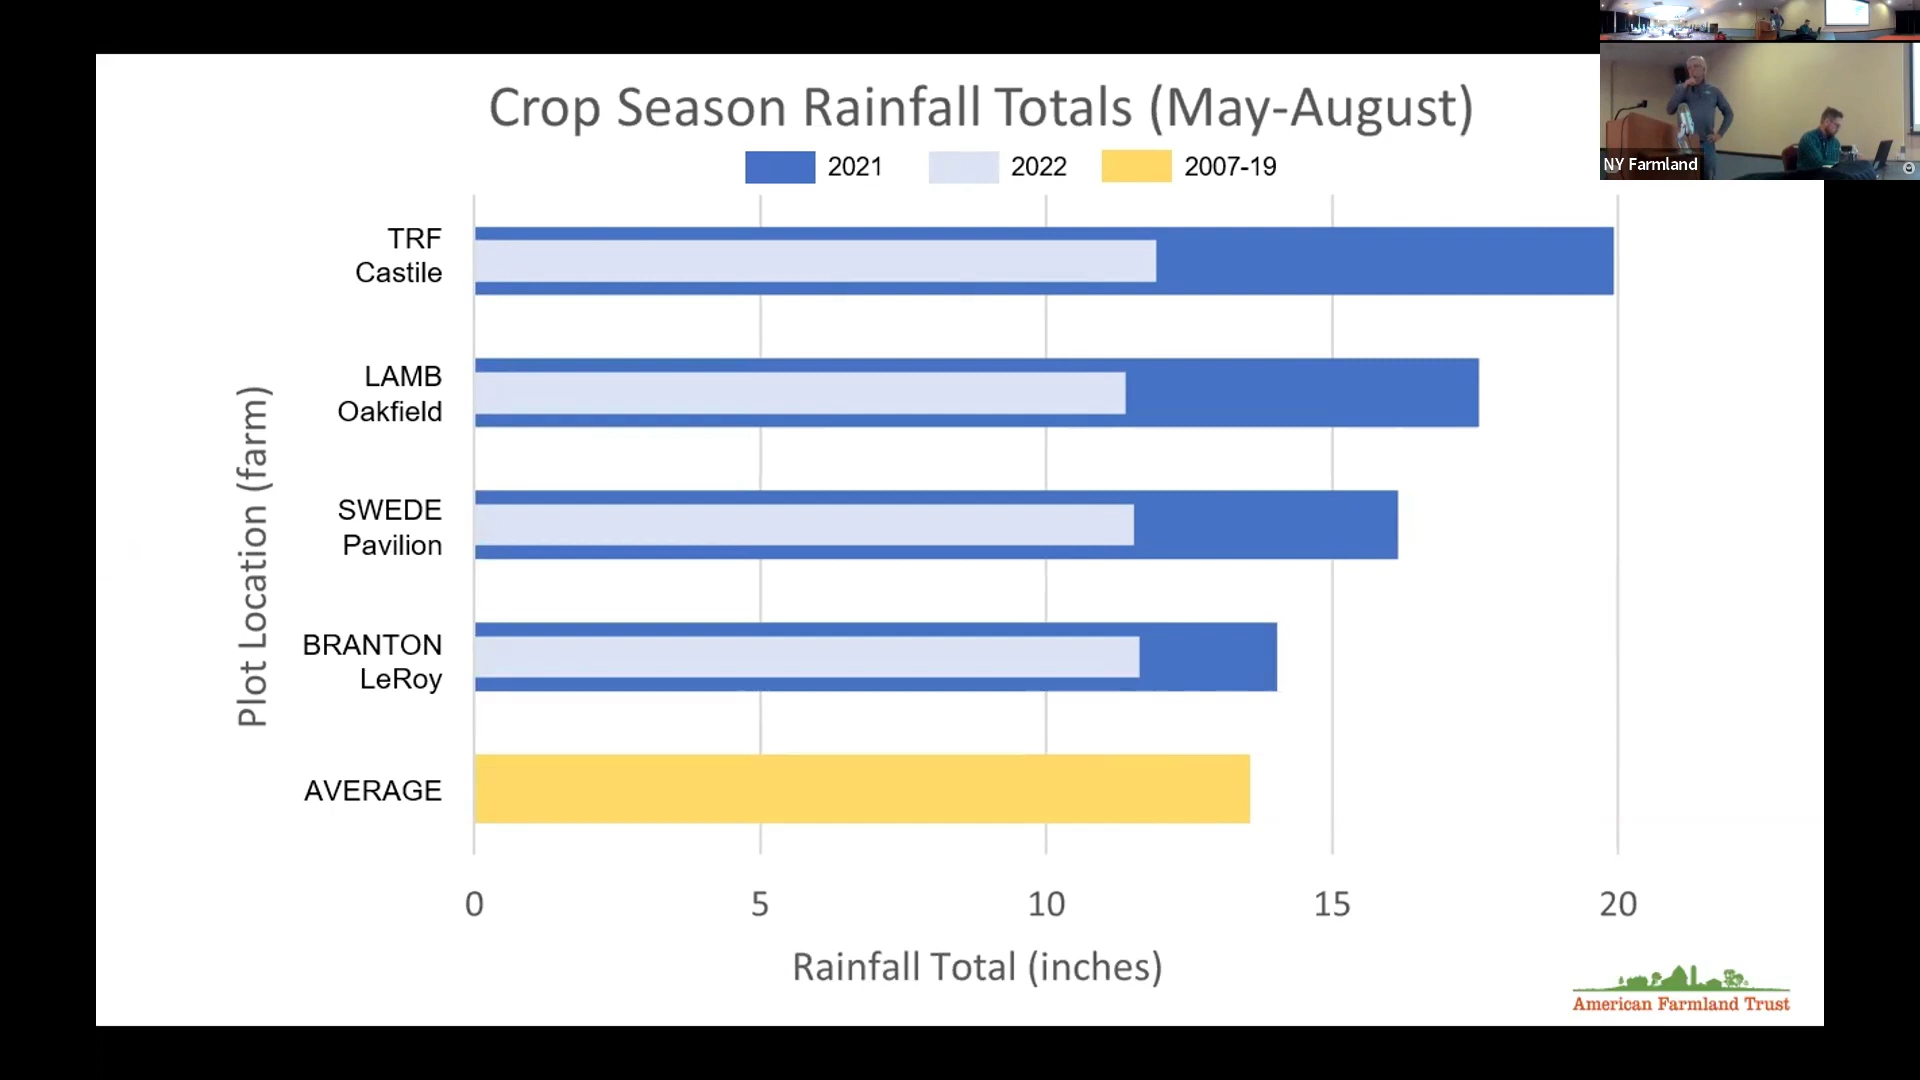 Crop Season Rainfall Totals (May-August)
2021 2022 2007-19
NY Farmland
TRF
Castile
LAMB
Oakfield
SWEDE
Pavilion
BRANTON
LeRoy
AVERAGE
Plot Location (farm)
0 5 10 15 20
Rainfall Total (inches)
American Farmland Trust